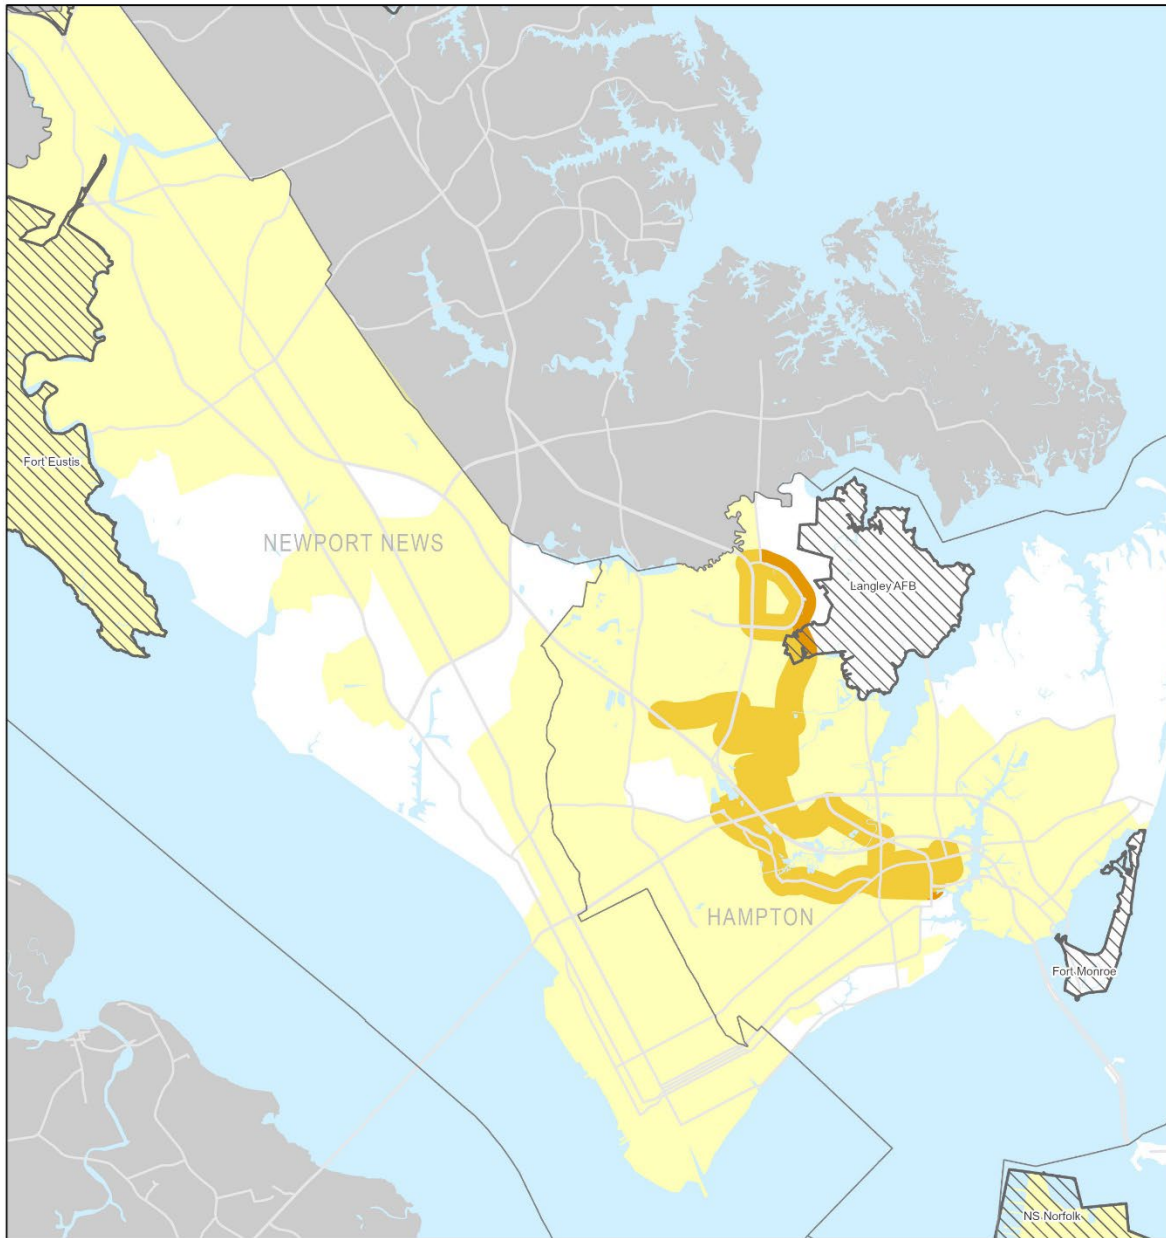 Fort Eustis
NEWPORT NEWS
Langley AFB
HAMPTON
Fort Monroe
NS Norfolk